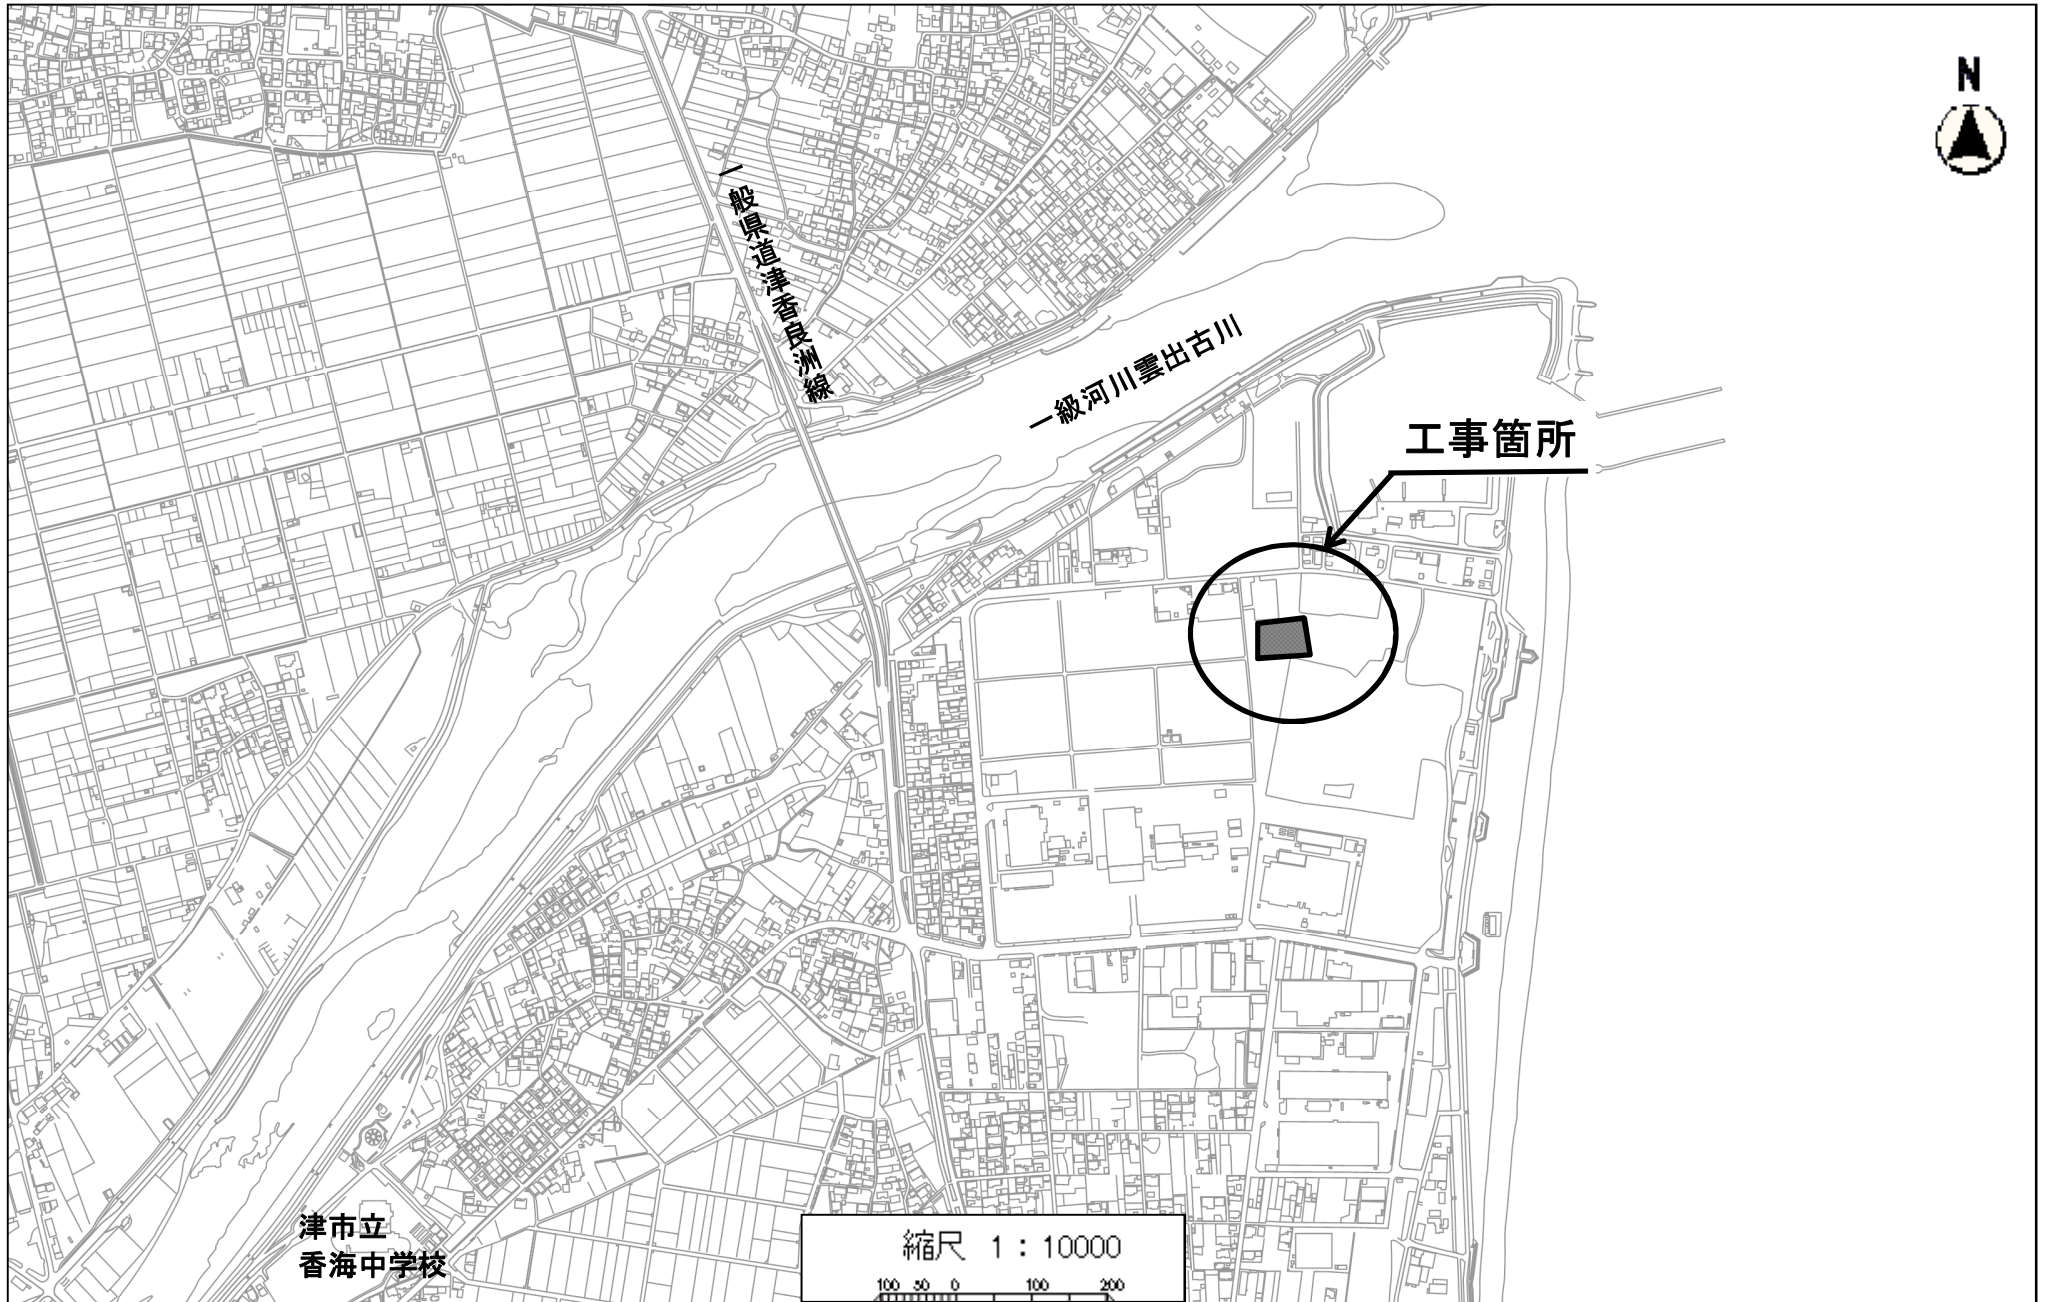 N
一般県道津香良洲線
一級河川雲出古川
工事箇所
津市立
香海中学校
縮尺 1:10000
100 50 0 100 200